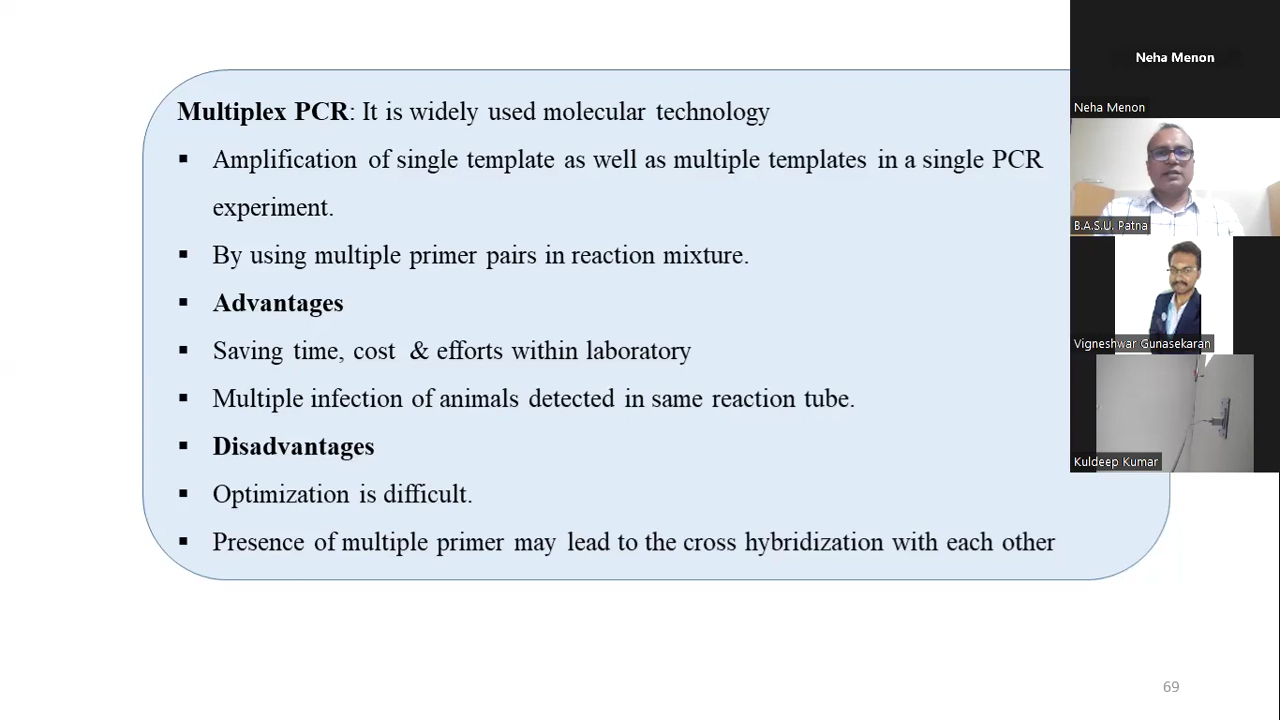 Multiplex PCR: It is widely used molecular technology
▪ Amplification of single template as well as multiple templates in a single PCR
experiment.
▪ By using multiple primer pairs in reaction mixture.
▪ Advantages
▪ Saving time, cost & efforts within laboratory
▪ Multiple infection of animals detected in same reaction tube.
▪ Disadvantages
▪ Optimization is difficult.
▪ Presence of multiple primer may lead to the cross hybridization with each other
69
Neha Menon
Neha Menon
B.A.S.U. Patna
Vigneshwar Gunasekaran
Kuldeep Kumar